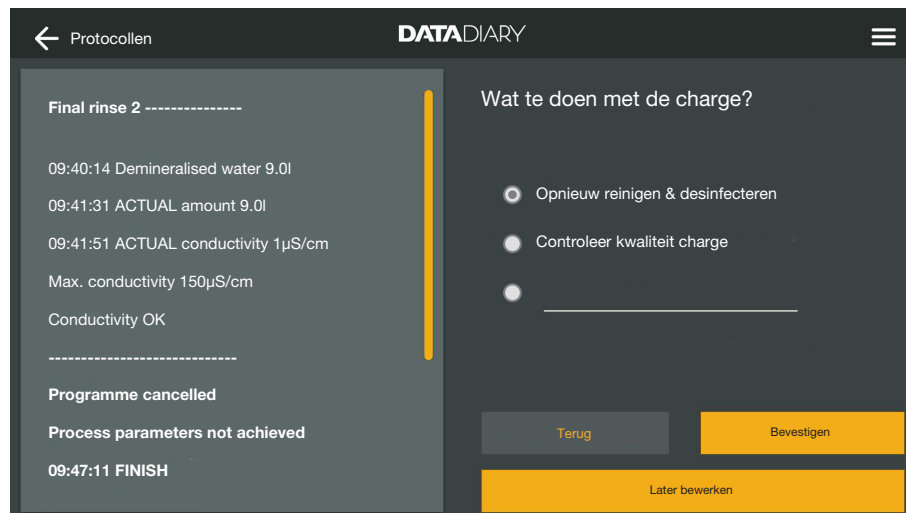 Protocollen
DATADIARY
Final rinse 2 ---------------
09:40:14 Demineralised water 9.0l
09:41:31 ACTUAL amount 9.0l
09:41:51 ACTUAL conductivity 1µS/cm
Max. conductivity 150µS/cm
Conductivity OK
-----------------------------
Programme cancelled
Process parameters not achieved
09:47:11 FINISH
Wat te doen met de charge?
Opnieuw reinigen & desinfecteren
Controleer kwaliteit charge
Terug
Bevestigen
Later bewerken